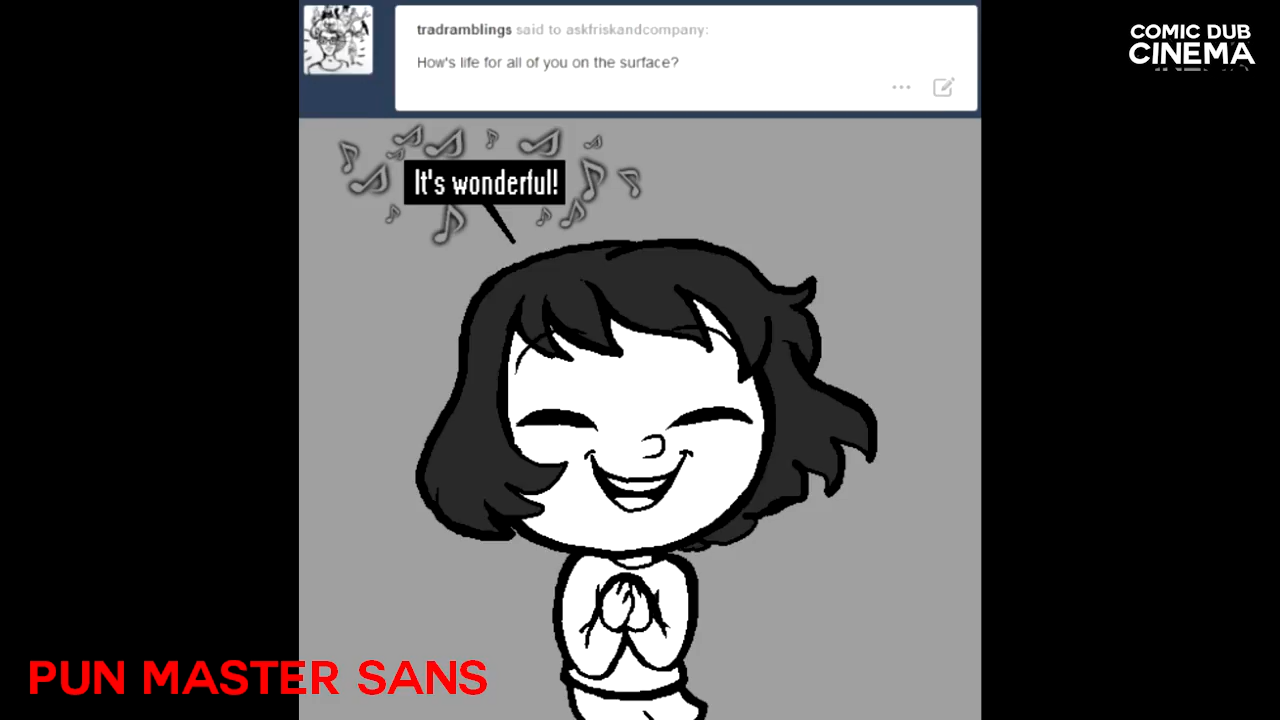 tradramblings said to askfriskandcompany:
How's life for all of you on the surface?
COMIC DUB
CINEMA
It's wonderful!
PUN MASTER SANS